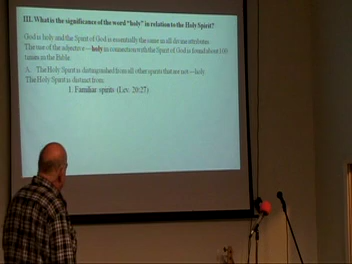 III. What is the significance of the word "holy" in relation to the Holy Spirit?
God is holy and the Spirit of God is essentially the same in all divine attributes.
The use of the adjective—holy in connection with the Spirit of God is found about 100
times in the Bible.
A. The Holy Spirit is distinguished from all other spirits that are not—holy.
The Holy Spirit is distinct from:
1. Familiar spirits (Lev. 20:27)